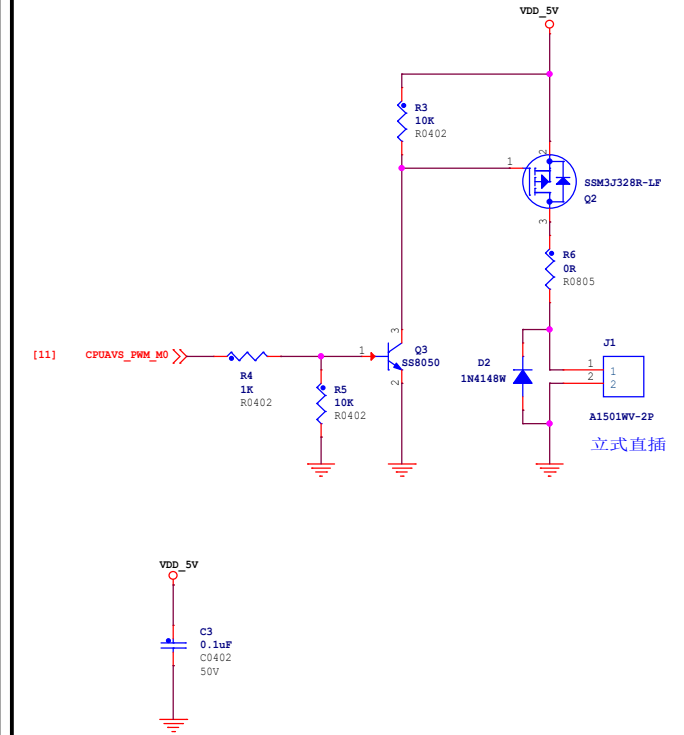 VDD_5V
R3
10K
R0402
1
2
SSM3J328R-LF
Q2
3
R6
0R
R0805
J1
[11] CPUAVS_PWM_M0
1
3
Q3
SS8050
2
R4
1K
R0402
R5
10K
R0402
D2
1N4148W
1
2
1
2
A1501WV-2P
立式直插
VDD_5V
C3
0.1uF
C0402
50V